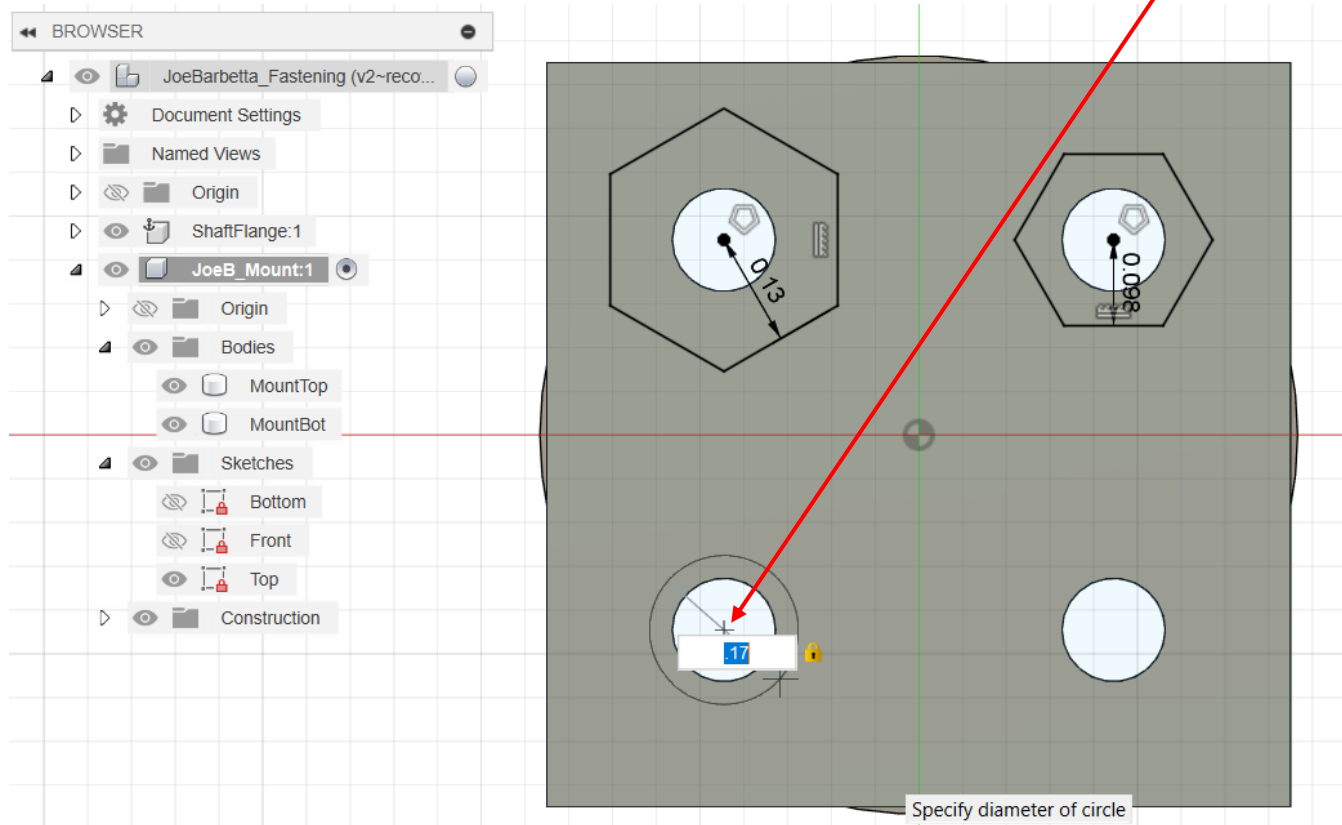 BROWSER
JoeBarbetta_Fastening (v2~reco...
Document Settings
Named Views
Origin
ShaftFlange:1
JoeB_Mount:1
Origin
Bodies
MountTop
MountBot
Sketches
Bottom
Front
Top
Construction
0.13
0.098
.17
Specify diameter of circle